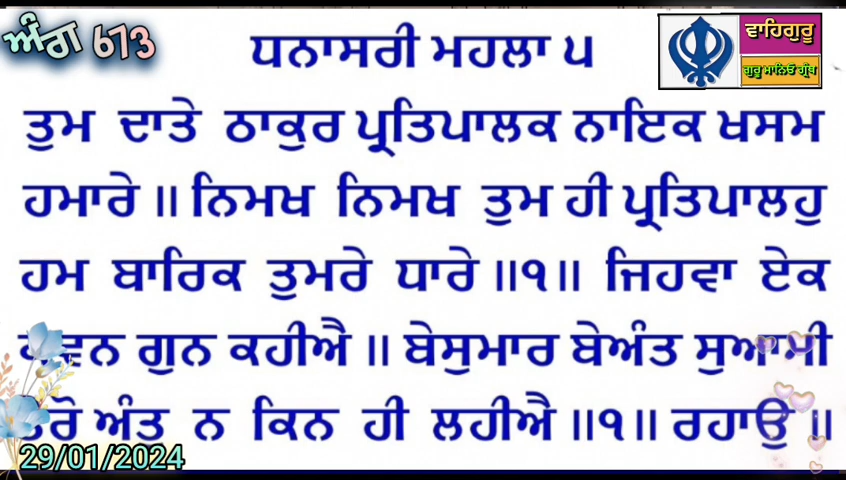 ਅੰਗ 673
ਧਨਾਸਰੀ ਮਹਲਾ ੫
ਵਾਹਿਗੁਰੂ
ਗੁਰੂ ਮਾਨਿਓ ਗ੍ਰੰਥ
ਤੁਮ ਦਾਤੇ ਠਾਕੁਰ ਪ੍ਰਤਿਪਾਲਕ ਨਾਇਕ ਖਸਮ
ਹਮਾਰੇ ॥ ਨਿਮਖ ਨਿਮਖ ਤੁਮ ਹੀ ਪ੍ਰਤਿਪਾਲਹੁ
ਹਮ ਬਾਰਿਕ ਤੁਮਰੇ ਧਾਰੇ ॥੧॥ ਜਿਹਵਾ ਏਕ
ਕਵਨ ਗੁਨ ਕਹੀਐ ॥ ਬੇਸੁਮਾਰ ਬੇਅੰਤ ਸੁਆਮੀ
ਤੇਰੋ ਅੰਤੁ ਨ ਕਿਨ ਹੀ ਲਹੀਐ ॥੧॥ ਰਹਾਉ ॥
29/01/2024